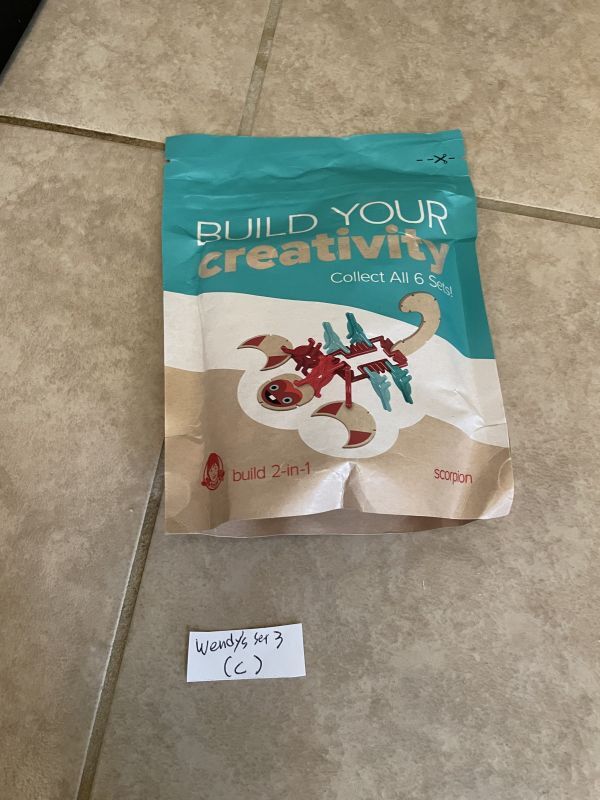 BUILD YOUR
creativity
Collect All 6 Sets!
build 2-in-1
scorpion
Wendy's set 3
(C)